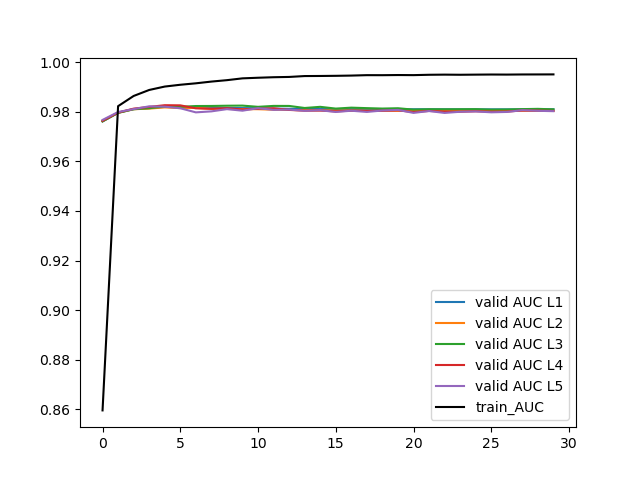 1.00
0.98
0.96
0.94
0.92
0.90
0.88
0.86
0 5 10 15 20 25 30
valid AUC L1
valid AUC L2
valid AUC L3
valid AUC L4
valid AUC L5
train_AUC